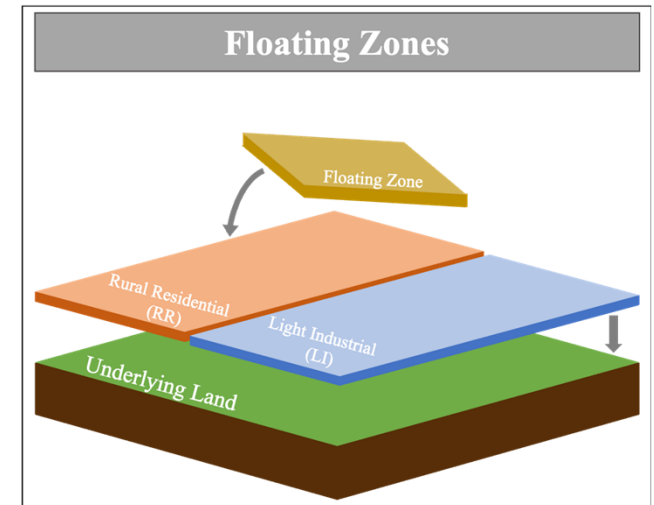 Floating Zones
Floating Zone
Rural Residential
(RR)
Light Industrial
(LI)
Underlying Land